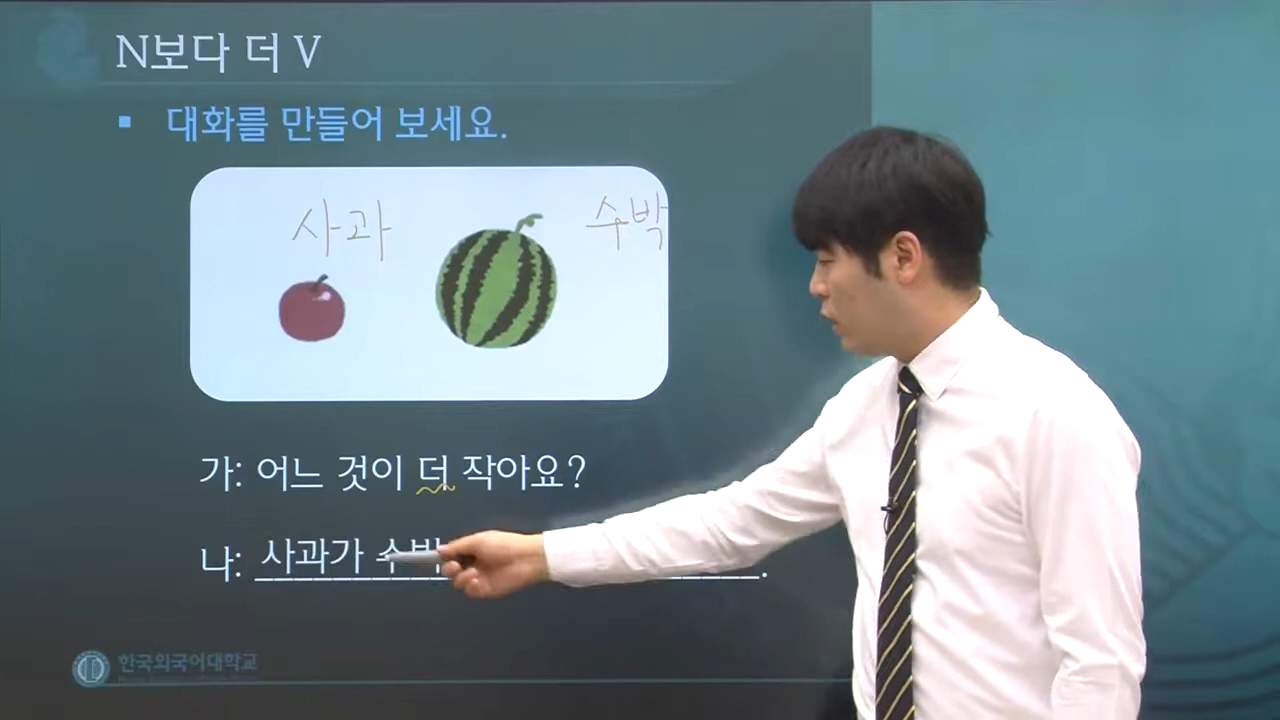 N보다 더 V
▪ 대화를 만들어 보세요.
사과 수박
가: 어느 것이 더 작아요?
나: 사과가
한국외국어대학교